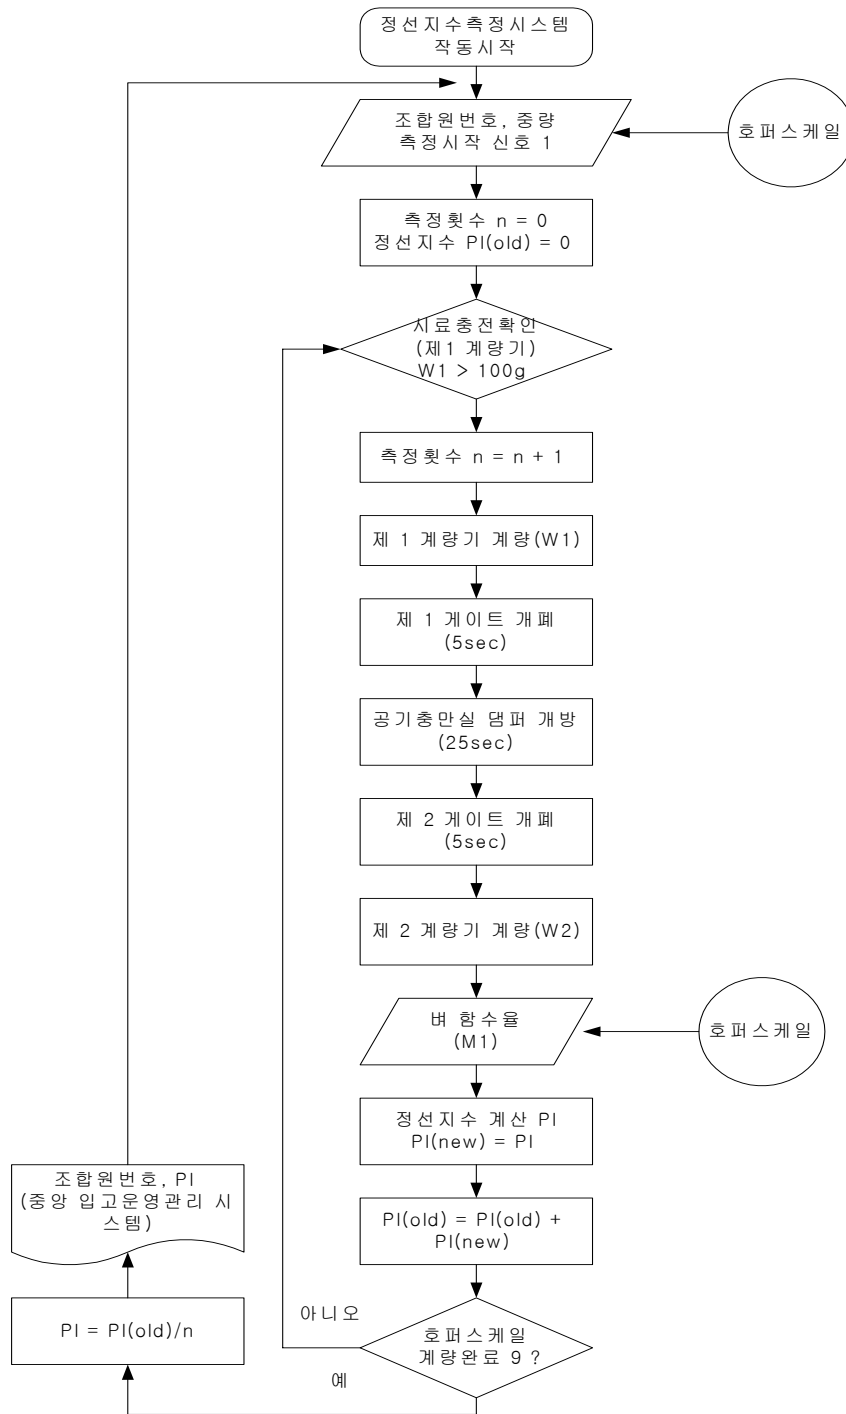 정선지수측정시스템
작동시작
조합원번호, 중량
측정시작 신호 1
호퍼스케일
측정횟수 n = 0
정선지수 PI(old) = 0
시료충전확인
(제1 계량기)
W1 > 100g
측정횟수 n = n + 1
제 1 계량기 계량(W1)
제 1 게이트 개폐
(5sec)
공기충만실 댐퍼 개방
(25sec)
제 2 게이트 개폐
(5sec)
제 2 계량기 계량(W2)
벼 함수율
(M1)
호퍼스케일
정선지수 계산 PI
PI(new) = PI
조합원번호, PI
(중앙 입고운영관리 시
스템)
PI(old) = PI(old) +
PI(new)
아니오
PI = PI(old)/n
호퍼스케일
계량완료 9 ?
예